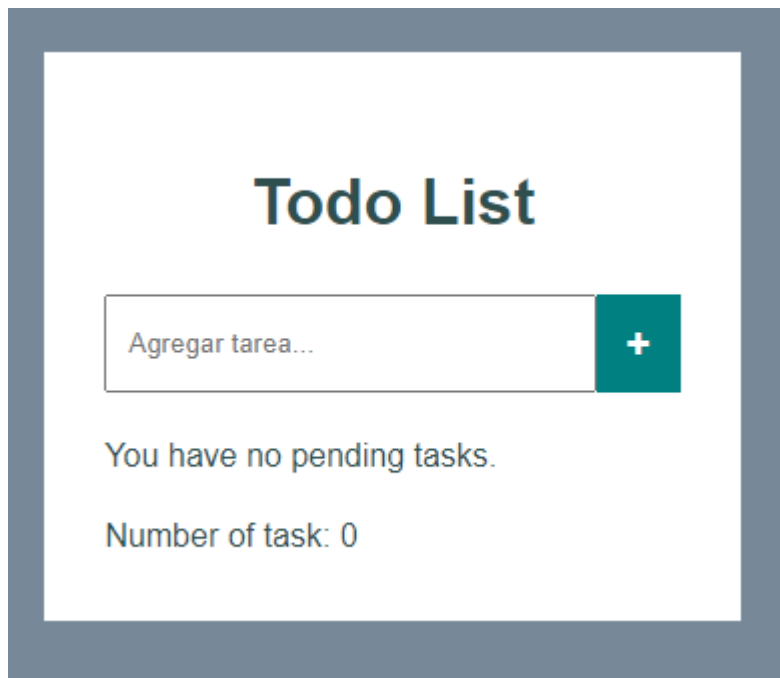 Todo List
Agregar tarea...
+
You have no pending tasks.
Number of task: 0